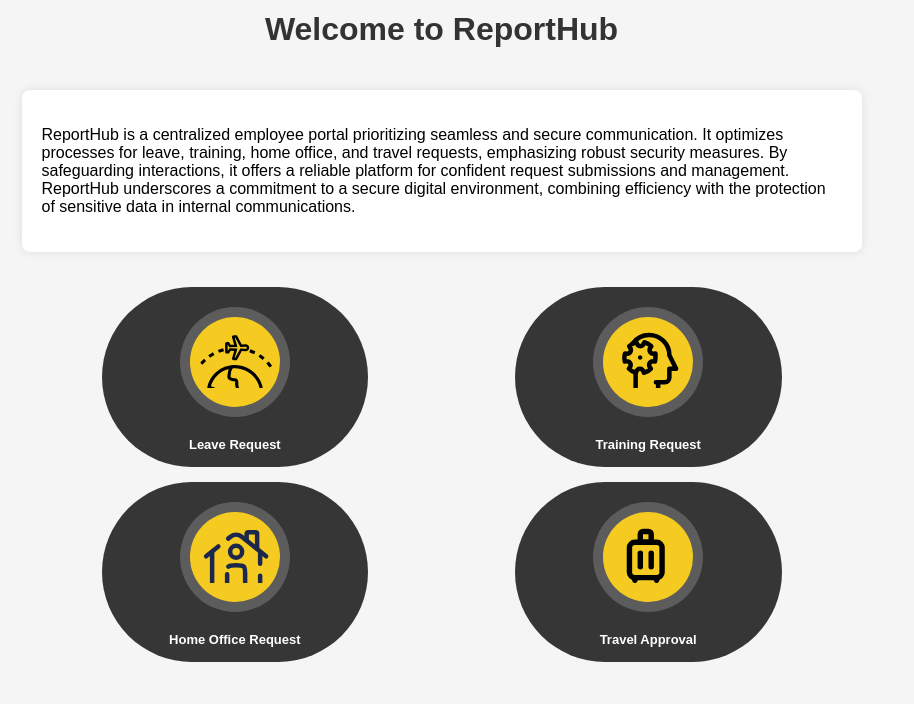 Welcome to ReportHub
ReportHub is a centralized employee portal prioritizing seamless and secure communication. It optimizes
processes for leave, training, home office, and travel requests, emphasizing robust security measures. By
safeguarding interactions, it offers a reliable platform for confident request submissions and management.
ReportHub underscores a commitment to a secure digital environment, combining efficiency with the protection
of sensitive data in internal communications.
Leave Request
Training Request
Home Office Request
Travel Approval